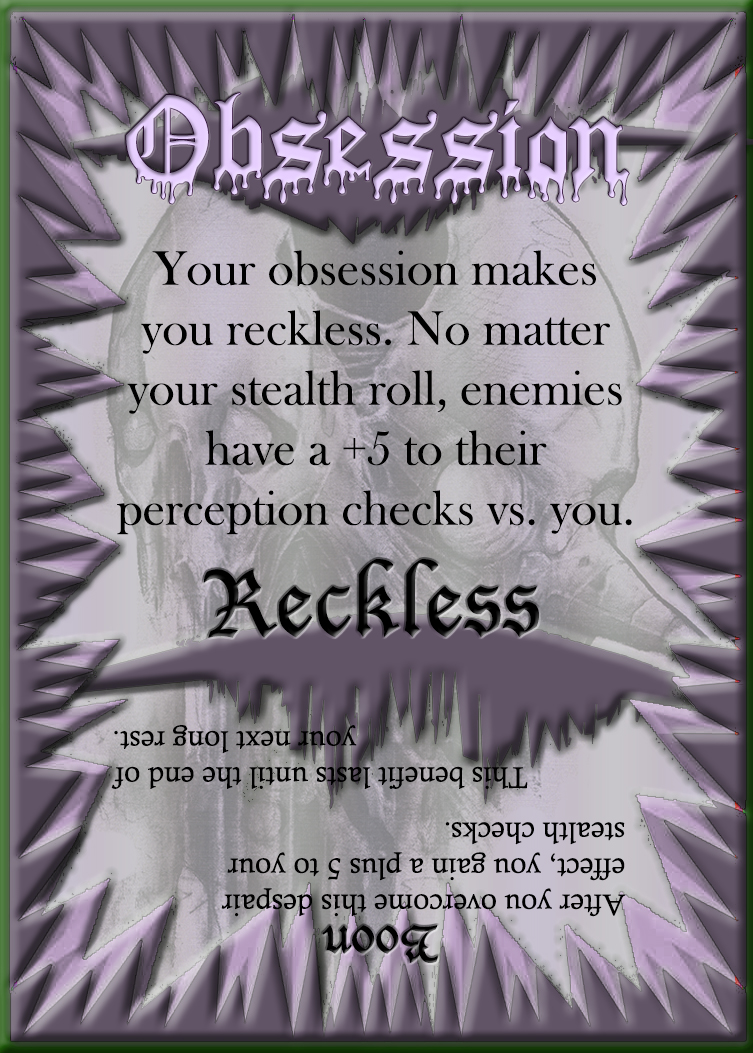 Obsession
Your obsession makes
you reckless. No matter
your stealth roll, enemies
have a +5 to their
perception checks vs. you.
Reckless
Boon
After you overcome this despair
effect, you gain a plus 5 to your
stealth checks.
This benefit lasts until the end of
your next long rest.